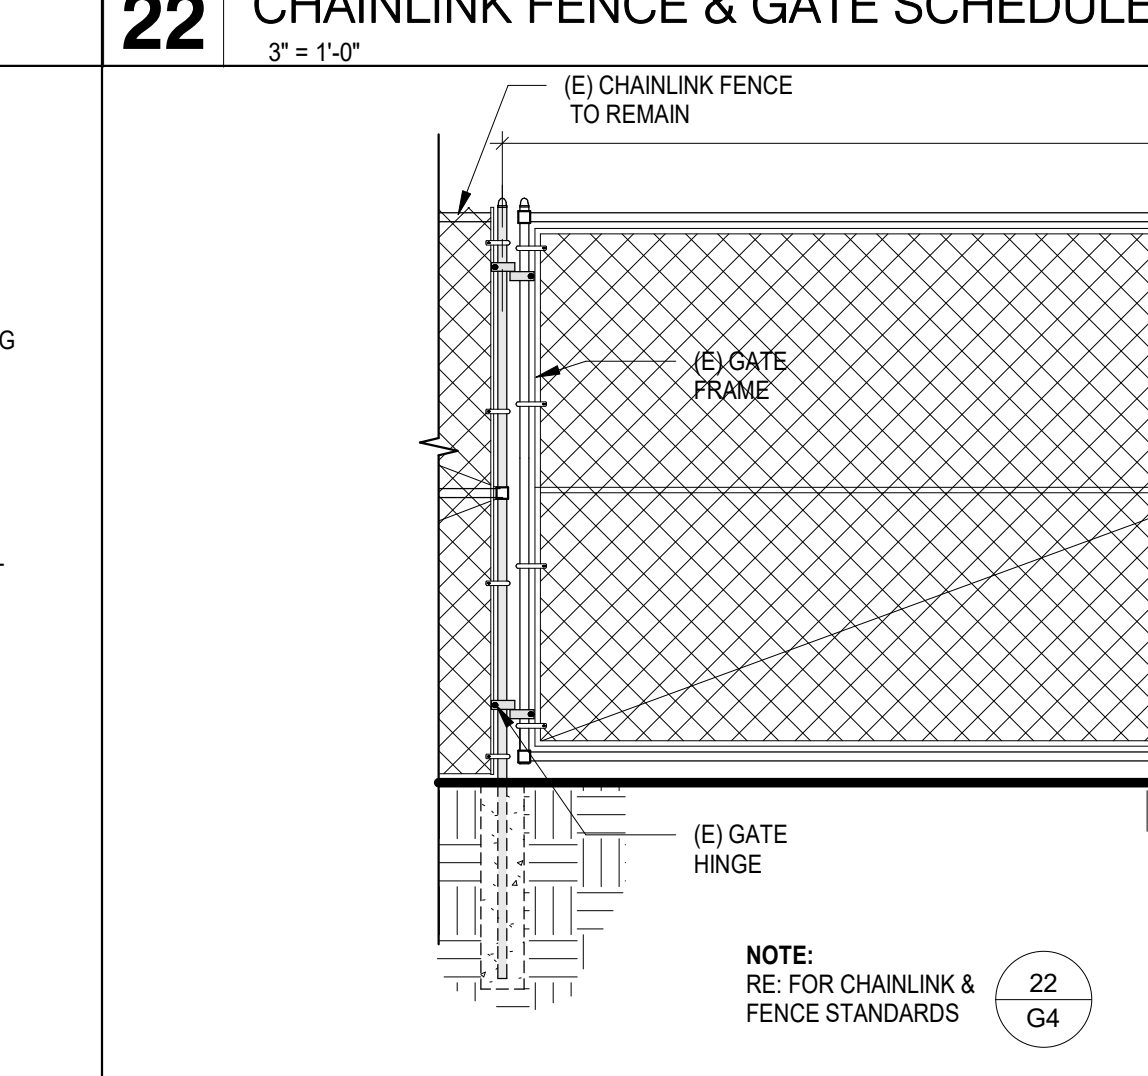 22
CHAINLINK FENCE & GATE SCHEDULE
3" = 1'-0"
(E) CHAINLINK FENCE
TO REMAIN
G
(E) GATE
FRAME
(E) GATE
HINGE
NOTE:
RE: FOR CHAINLINK &
FENCE STANDARDS
22
G4